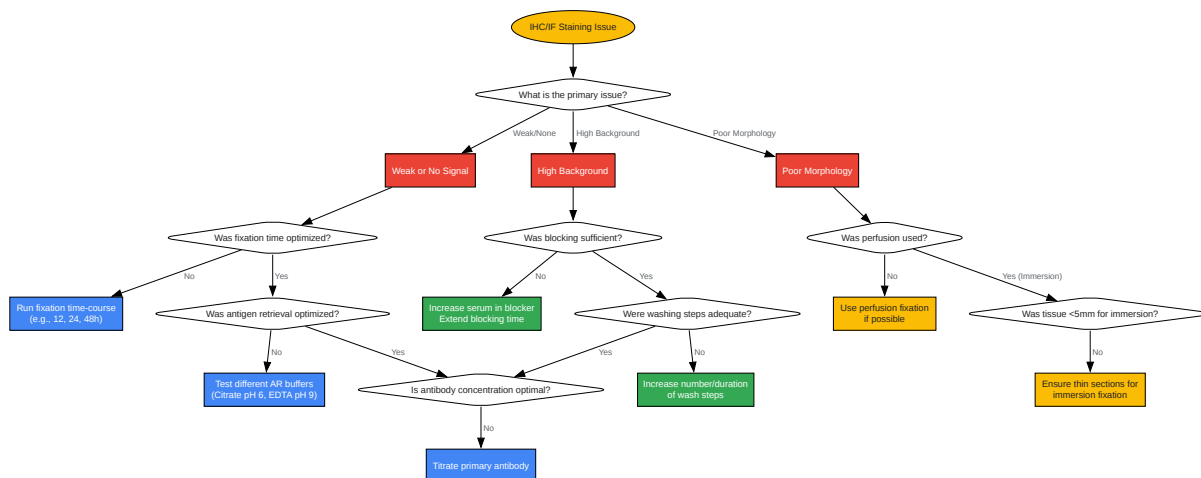 IHC/IF Staining Issue
What is the primary issue?
Weak/None
High Background
Poor Morphology
Weak or No Signal
High Background
Poor Morphology
Was fixation time optimized?
Was blocking sufficient?
Was perfusion used?
No
Yes
No
Yes
No
Yes (Immersion)
Run fixation time-course
(e.g., 12, 24, 48h)
Was antigen retrieval optimized?
Increase serum in blocker
Extend blocking time
Were washing steps adequate?
Use perfusion fixation
if possible
Was tissue <5mm for immersion?
No
Yes
Yes
No
No
Test different AR buffers
(Citrate pH 6, EDTA pH 9)
Is antibody concentration optimal?
Increase number/duration
of wash steps
Ensure thin sections for
immersion fixation
No
Titrate primary antibody